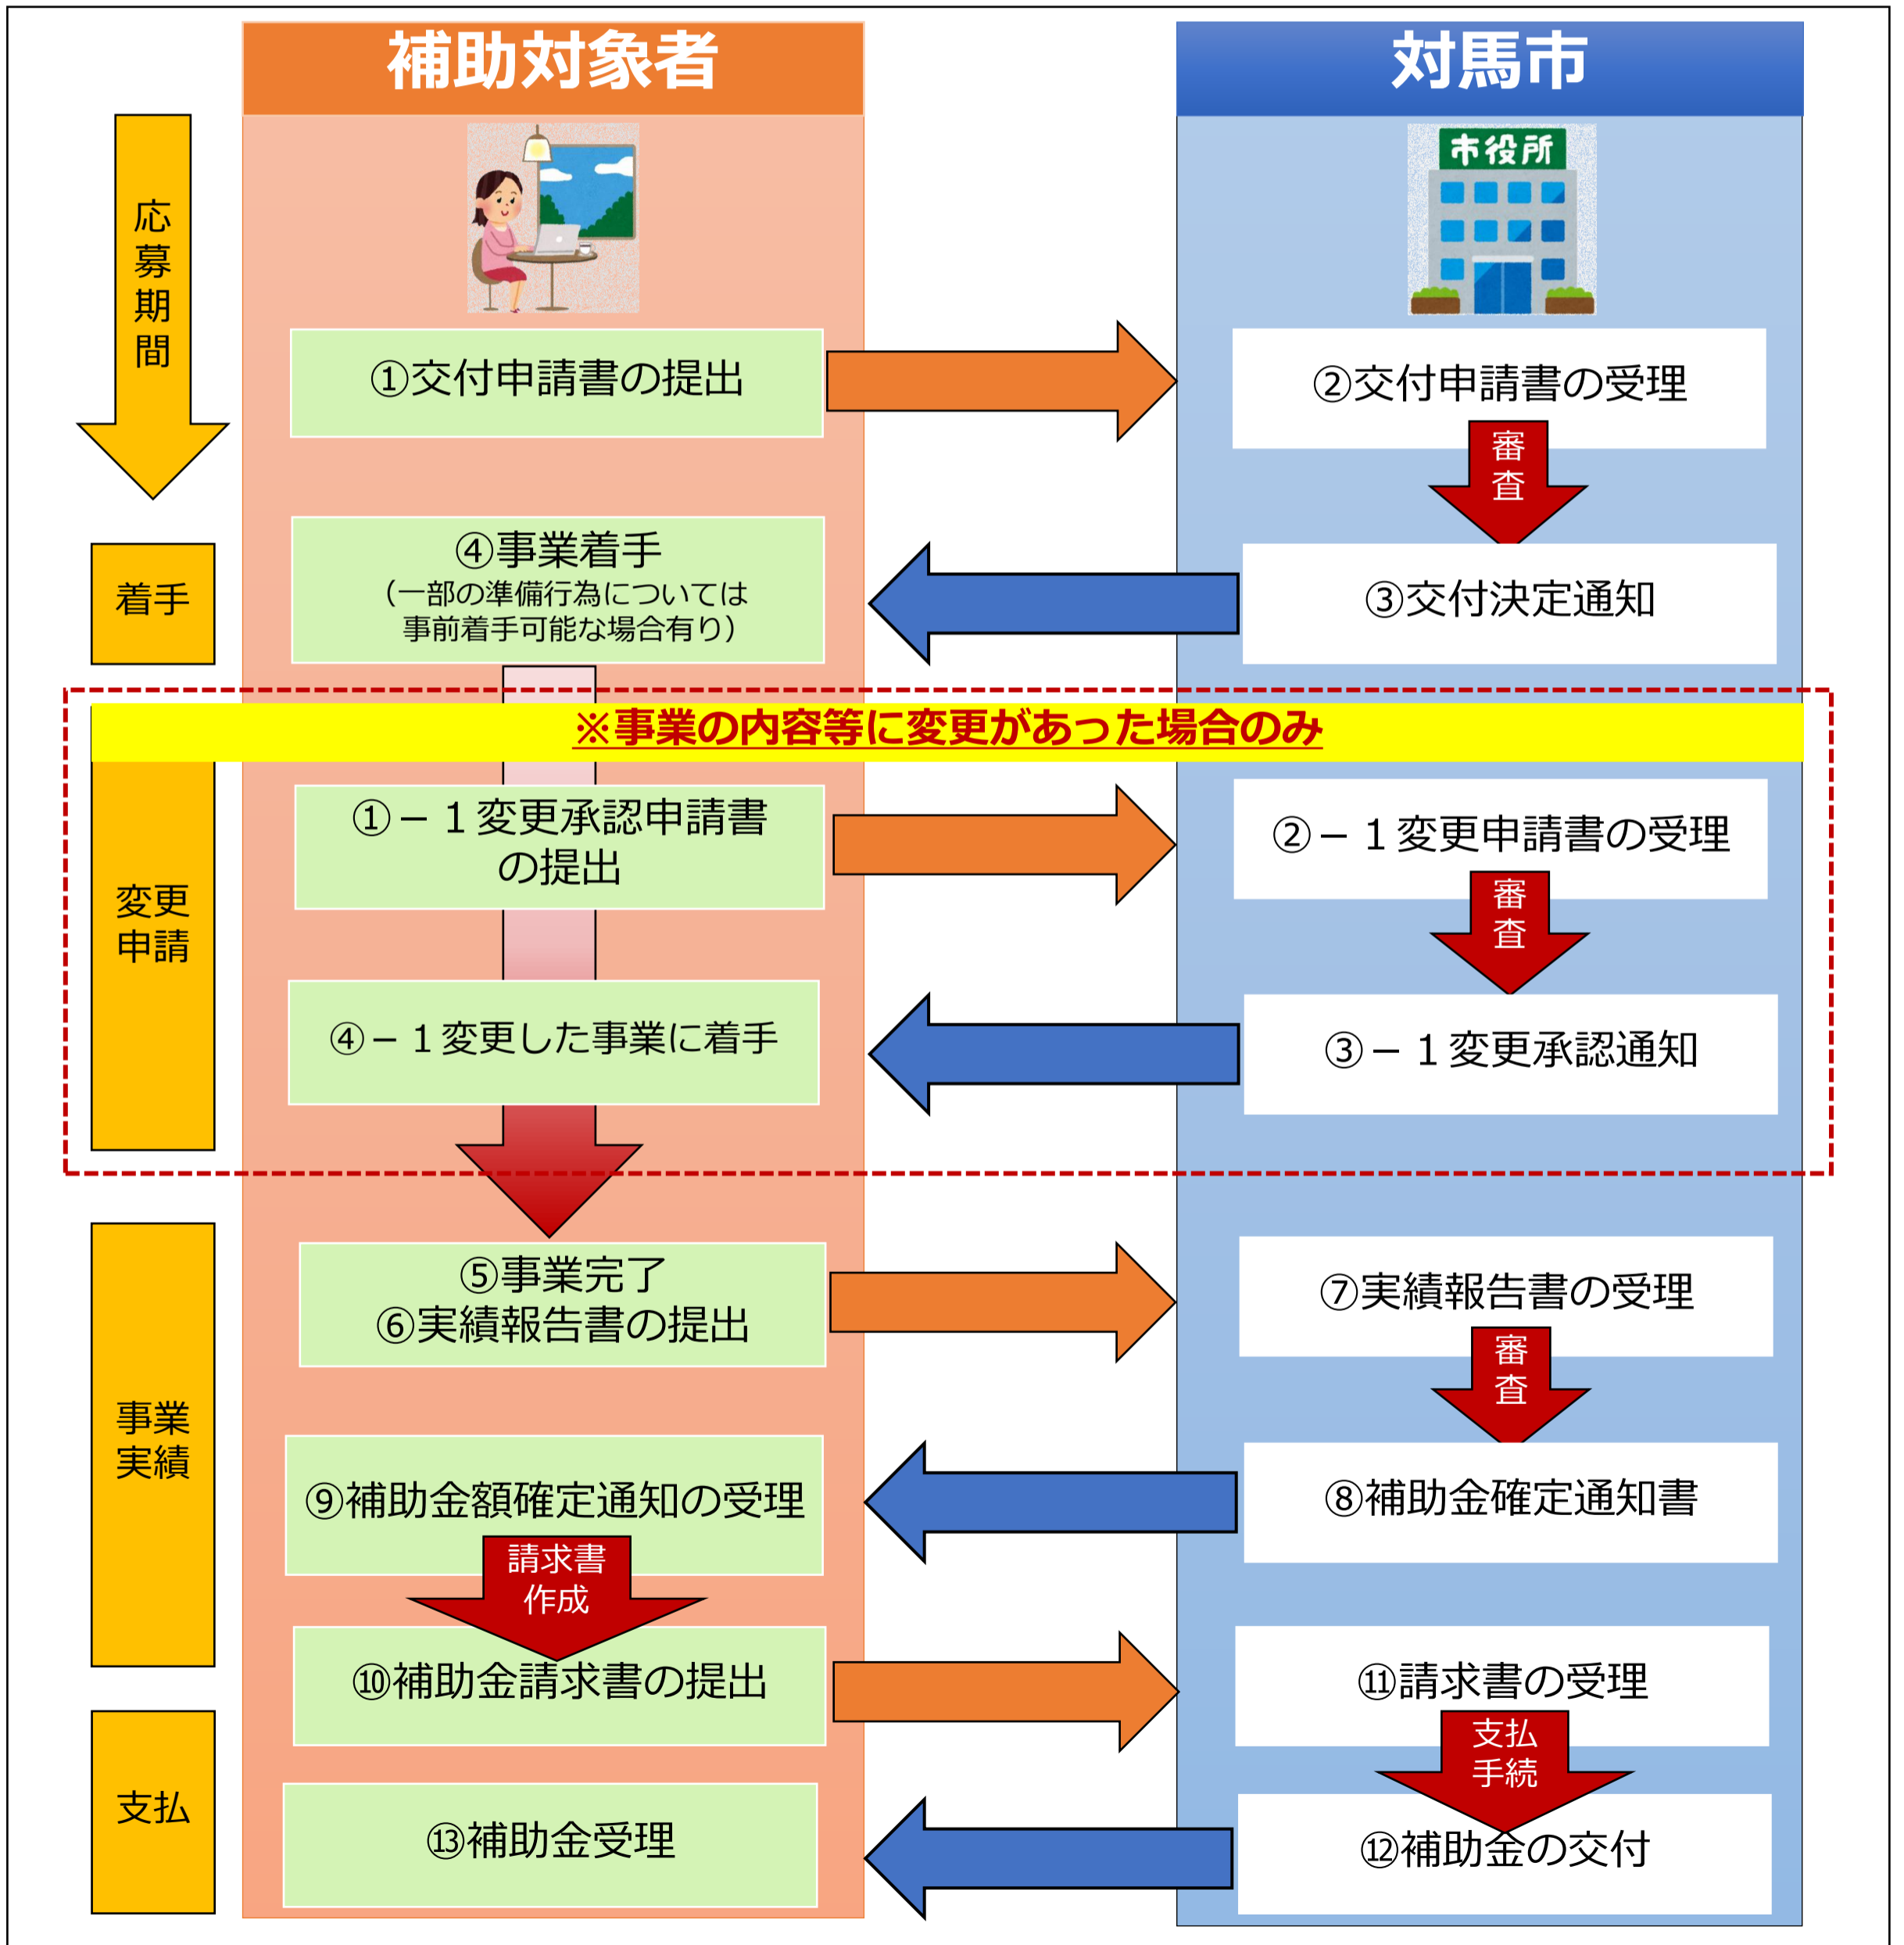 補助対象者
対馬市
市役所
応募期間
①交付申請書の提出
②交付申請書の受理
審査
④事業着手
（一部の準備行為については
事前着手可能な場合有り）
③交付決定通知
着手
※事業の内容等に変更があった場合のみ
変更
申請
①－１変更承認申請書
の提出
②－１変更申請書の受理
審査
④－１変更した事業に着手
③－１変更承認通知
事業
実績
⑤事業完了
⑥実績報告書の提出
⑦実績報告書の受理
審査
⑨補助金額確定通知の受理
⑧補助金確定通知書
請求書
作成
⑩補助金請求書の提出
⑪請求書の受理
支払
手続
支払
⑬補助金受理
⑫補助金の交付